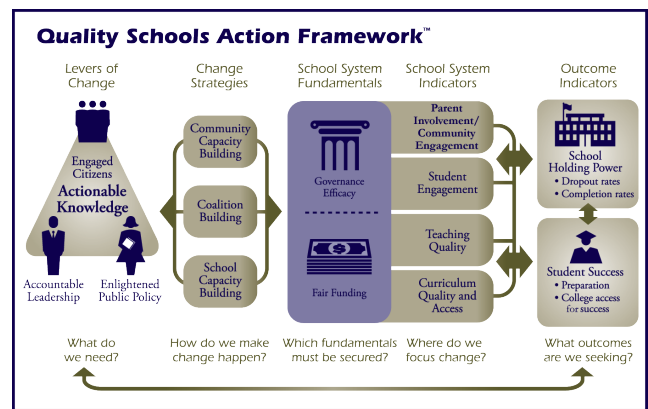 Quality Schools Action Framework™
Levers of
Change
Change
Strategies
School System
Fundamentals
School System
Indicators
Outcome
Indicators
Engaged
Citizens
Actionable
Knowledge
Accountable
Leadership
Enlightened
Public Policy
Community
Capacity
Building
Coalition
Building
School
Capacity
Building
Governance
Efficacy
$
Fair Funding
Parent
Involvement/
Community
Engagement
Student
Engagement
Teaching
Quality
Curriculum
Quality and
Access
School
Holding Power
• Dropout rates
• Completion rates
Student Success
• Preparation
• College access
for success
What do
we need?
How do we make
change happen?
Which fundamentals
must be secured?
Where do we
focus change?
What outcomes
are we seeking?